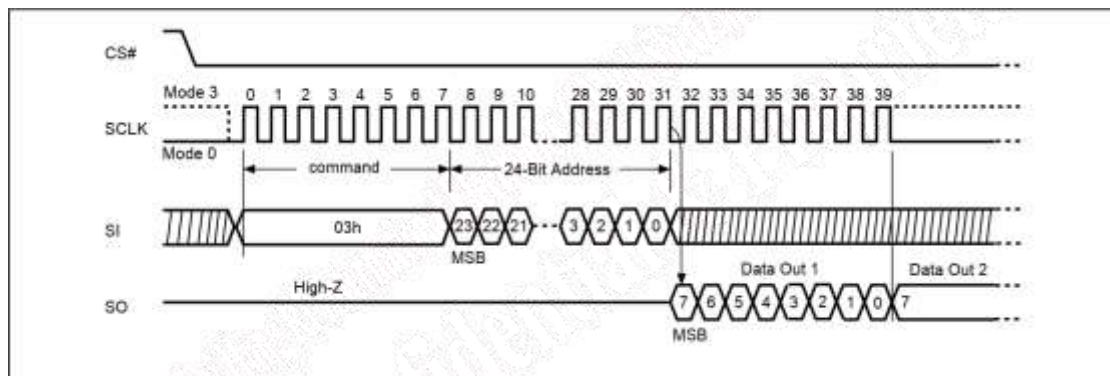 CS#
Mode 3
0 1 2 3 4 5 6 7 8 9 10 28 29 30 31 32 33 34 35 36 37 38 39
SCLK
Mode 0
command 24-Bit Address
SI 03h 23 22 21 3 2 1 0
MSB Data Out 1 Data Out 2
High-Z
SO 7 6 5 4 3 2 1 0 7
MSB